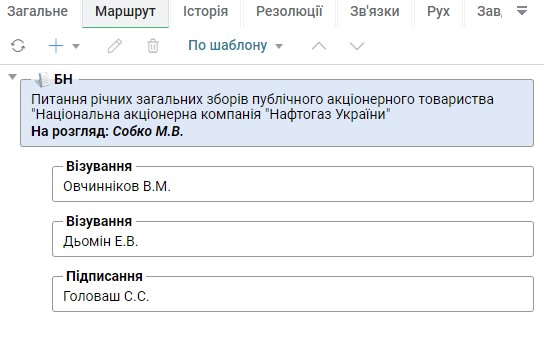 Загальне Маршрут Історія Резолюції Зв'язки Рух Зав
По шаблону
БН
Питання річних загальних зборів публічного акціонерного товариства
"Національна акціонерна компанія "Нафтогаз України"
На розгляд: Собко М.В.
Візування
Овчинніков В.М.
Візування
Дьомін Е.В.
Підписання
Головаш С.С.